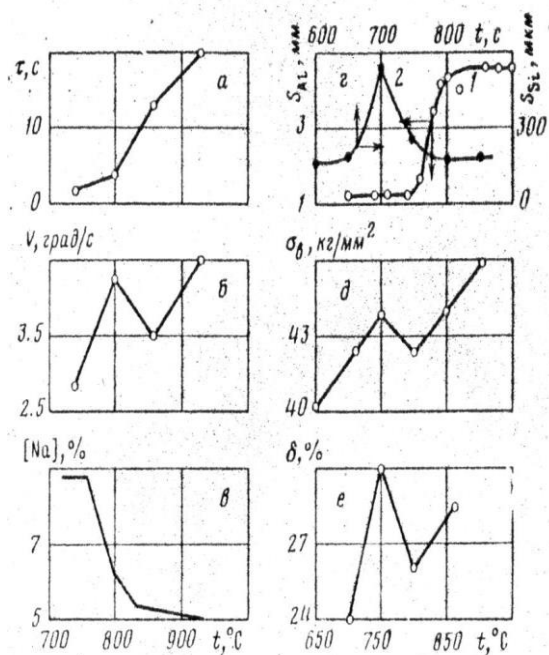 600 700 800 t, с
τ, с
10
0
а
S_Al, мм
3
1
г
2
1
S_Si, мкм
300
0
V, град/с
3.5
2.5
б
σв, кг/мм²
43
40
д
[Na], %
7
5
в
700 800 900 t, °C
δ, %
27
е
650 750 850 t, °C